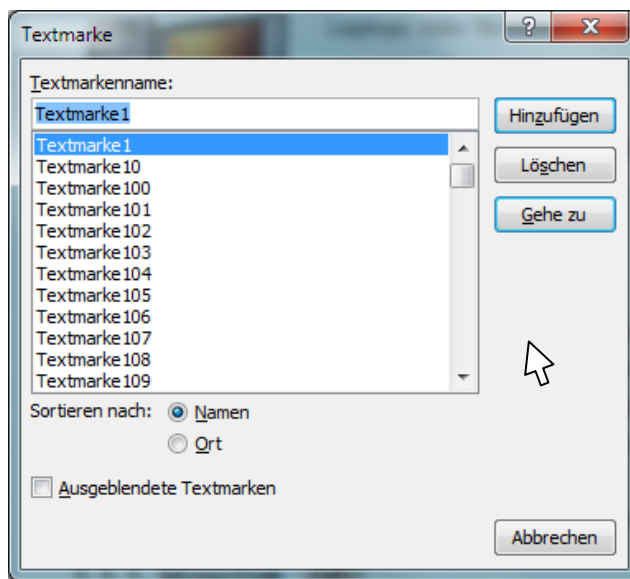 Textmarke
Textmarkenname:
Textmarke1
Hinzufügen
Textmarke1
Textmarke10
Textmarke100
Textmarke101
Textmarke102
Textmarke103
Textmarke104
Textmarke105
Textmarke106
Textmarke107
Textmarke108
Textmarke109
Löschen
Gehe zu
Sortieren nach:
Namen
Ort
Ausgeblendete Textmarken
Abbrechen